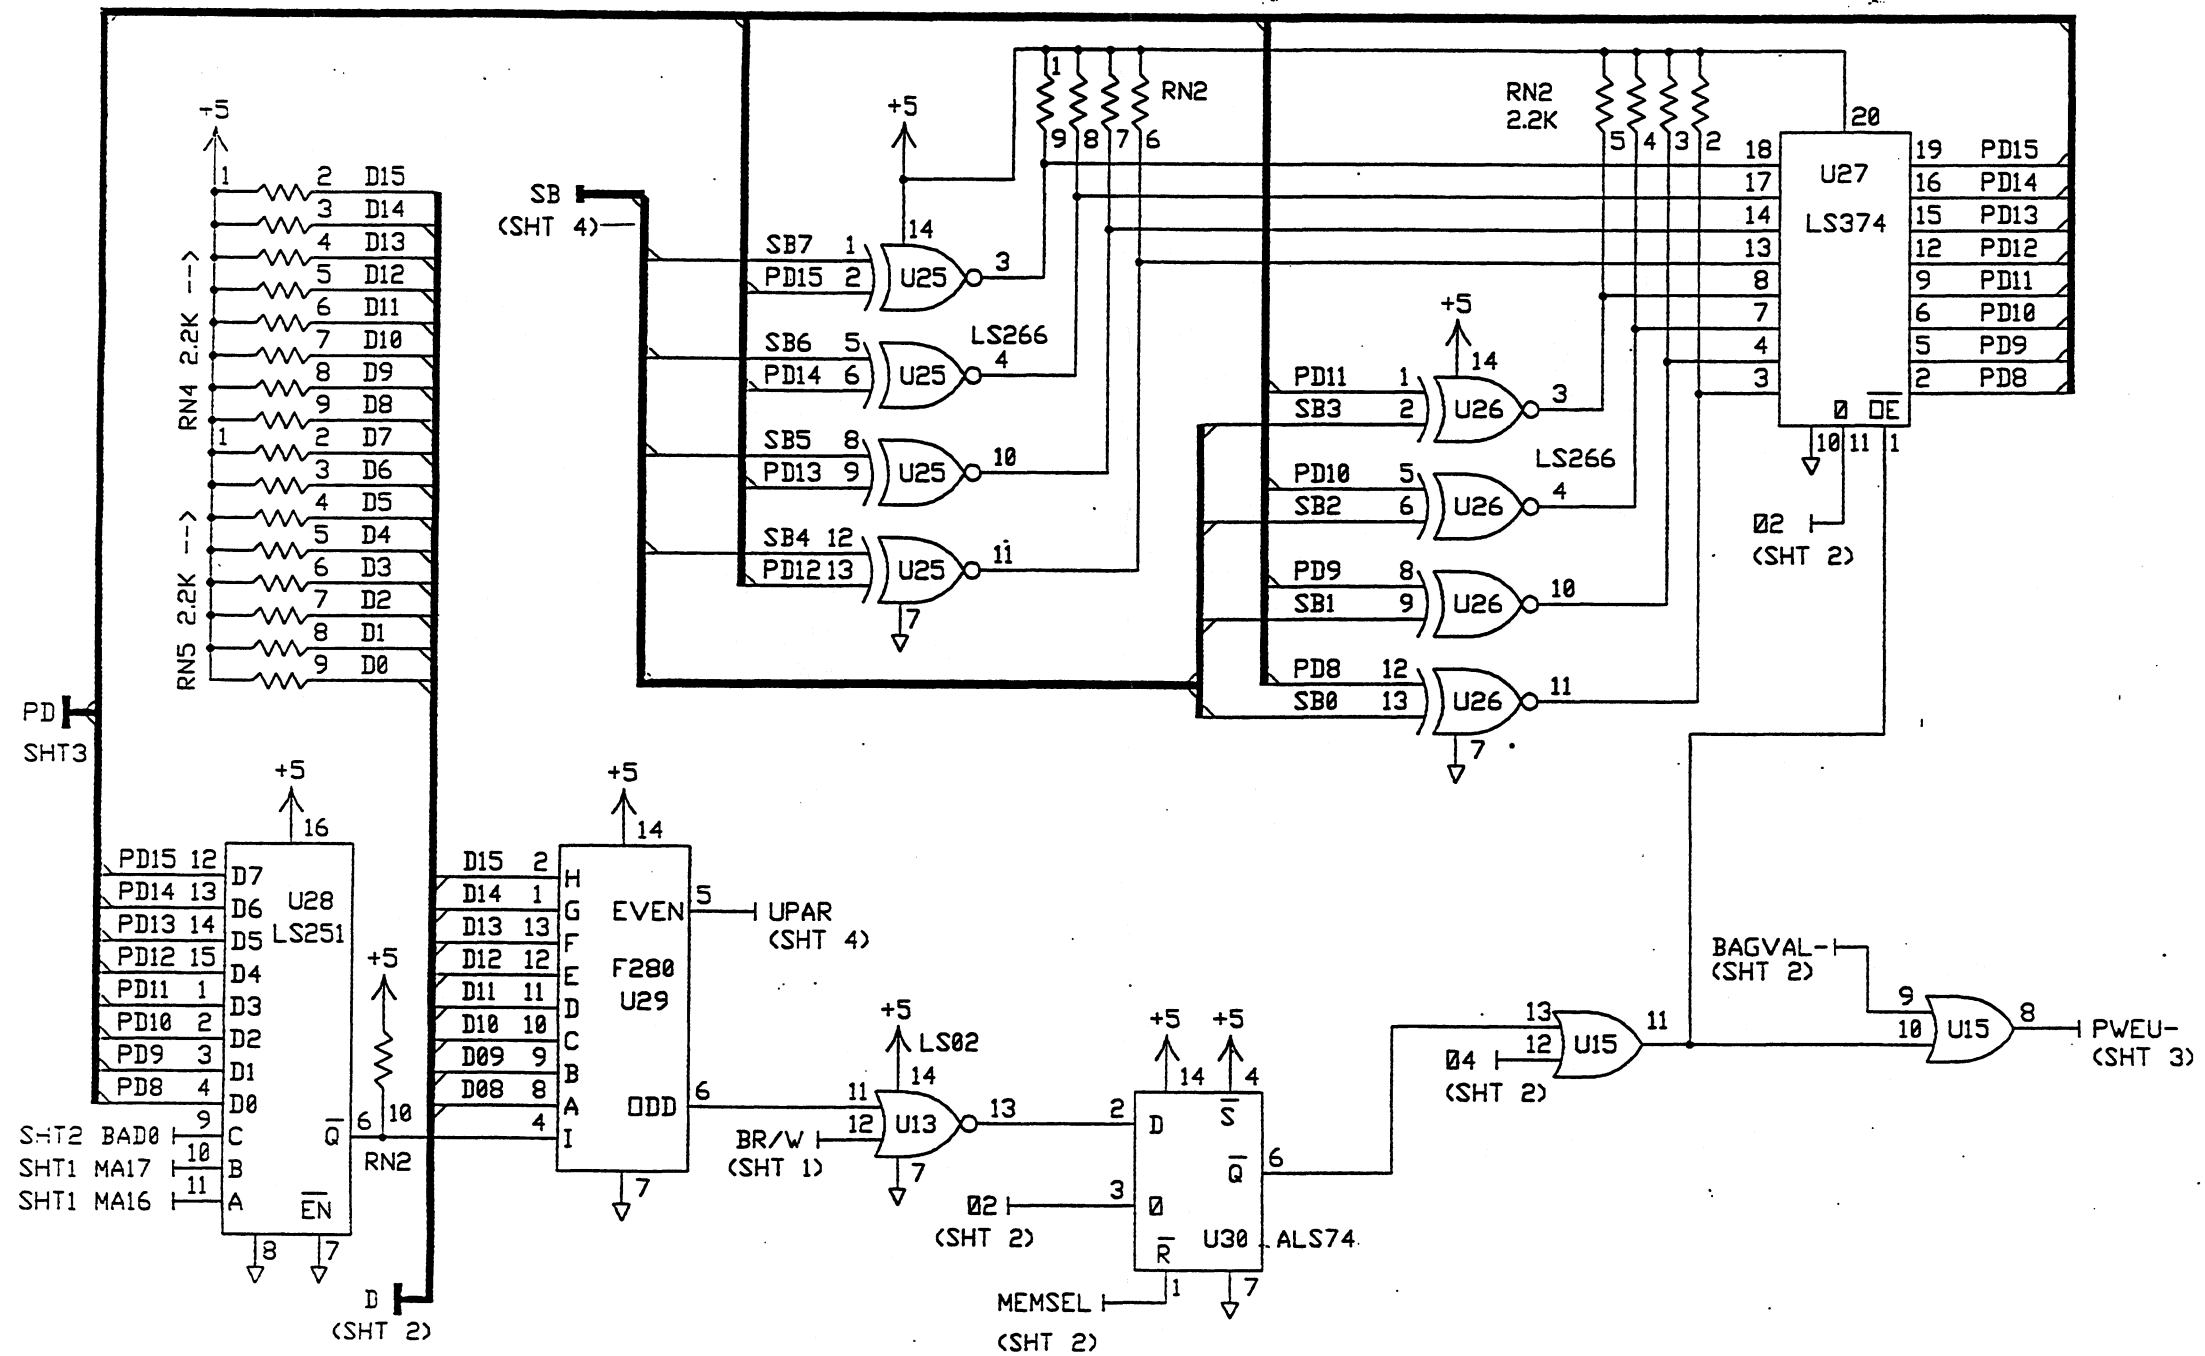 +5
1
2 D15
3 D14
4 D13
5 D12
6 D11
7 D10
8 D9
9 D8
RN4 2.2K -->
1
2 D7
3 D6
4 D5
5 D4
6 D3
7 D2
8 D1
9 D0
RN5 2.2K -->
SB
(SHT 4)
+5
14
SB7 1
PD15 2
U25
3
SB6 5
PD14 6
U25
LS266
4
SB5 8
PD13 9
U25
10
SB4 12
PD12 13
U25
11
7
1
RN2
9 8 7 6
RN2
2.2K
5 4 3 2
+5
14
PD11 1
SB3 2
U26
3
LS266
PD10 5
SB2 6
U26
4
PD9 8
SB1 9
U26
10
PD8 12
SB0 13
U26
11
7
20
U27
LS374
18 19 PD15
17 16 PD14
14 15 PD13
13 12 PD12
8 9 PD11
7 6 PD10
4 5 PD9
3 2 PD8
Ø O̅E̅
10 11 1
Ø2
(SHT 2)
PD
SHT3
+5
16
PD15 12 D7
PD14 13 D6
PD13 14 D5
PD12 15 D4
PD11 1 D3
PD10 2 D2
PD9 3 D1
PD8 4 D0
U28
LS251
SHT2 BAD0 9 C
SHT1 MA17 10 B
SHT1 MA16 11 A
Q̅ 6
E̅N̅
8 7
+5
10
RN2
D
(SHT 2)
+5
14
D15 2 H
D14 1 G
D13 13 F
D12 12 E
D11 11 D
D10 10 C
D09 9 B
D08 8 A
4 I
EVEN 5
F280
U29
ODD 6
7
UPAR
(SHT 4)
+5
LS02
14
11
12
U13
13
7
BR/W
(SHT 1)
+5 +5
14 4
2 D
S̅
Q̅ 6
3 Ø
R̅
U30 ALS74
1 7
Ø2
(SHT 2)
MEMSEL
(SHT 2)
13
12
U15
11
Ø4
(SHT 2)
BAGVAL-
(SHT 2)
9
10
U15
8
PWEU-
(SHT 3)